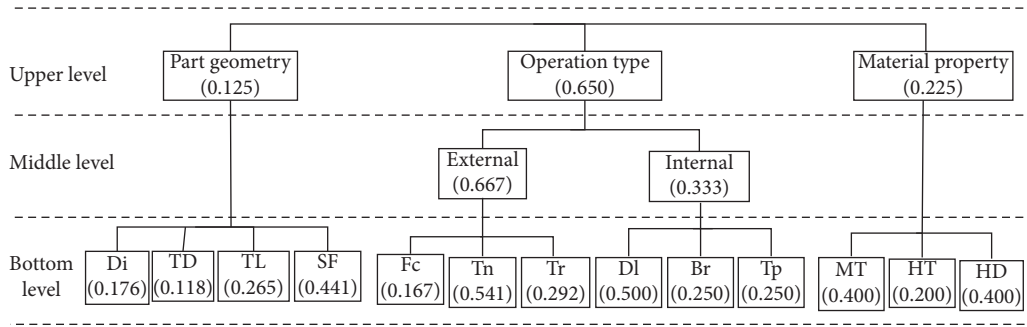 Upper level
Part geometry
(0.125)
Operation type
(0.650)
Material property
(0.225)
Middle level
External
(0.667)
Internal
(0.333)
Bottom
level
Di
(0.176)
TD
(0.118)
TL
(0.265)
SF
(0.441)
Fc
(0.167)
Tn
(0.541)
Tr
(0.292)
Dl
(0.500)
Br
(0.250)
Tp
(0.250)
MT
(0.400)
HT
(0.200)
HD
(0.400)